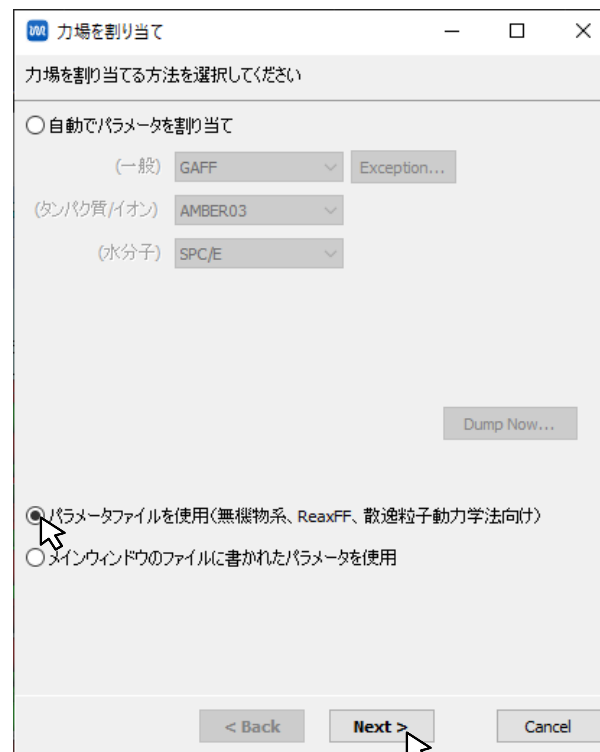 力場を割り当て
力場を割り当てる方法を選択してください
自動でパラメータを割り当て
(一般) GAFF Exception...
(タンパク質/イオン) AMBER03
(水分子) SPC/E
Dump Now...
パラメータファイルを使用(無機物系、ReaxFF、散逸粒子動力学法向け)
メインウィンドウのファイルに書かれたパラメータを使用
< Back Next > Cancel